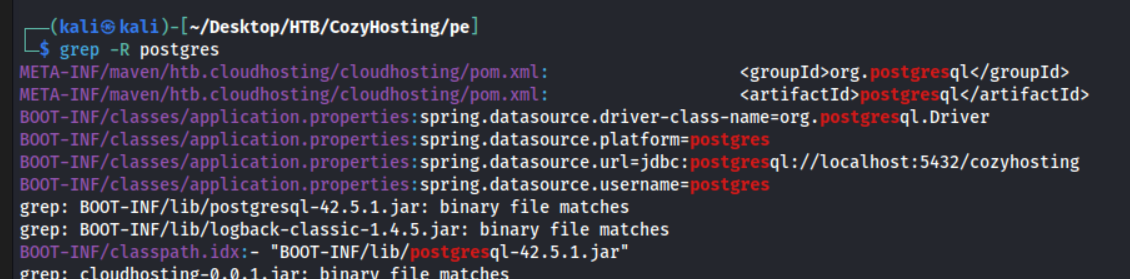 ┌──(kali㉿kali)-[~/Desktop/HTB/CozyHosting/pe]
└─$ grep -R postgres
META-INF/maven/htb.cloudhosting/cloudhosting/pom.xml: <groupId>org.postgresql</groupId>
META-INF/maven/htb.cloudhosting/cloudhosting/pom.xml: <artifactId>postgresql</artifactId>
BOOT-INF/classes/application.properties:spring.datasource.driver-class-name=org.postgresql.Driver
BOOT-INF/classes/application.properties:spring.datasource.platform=postgres
BOOT-INF/classes/application.properties:spring.datasource.url=jdbc:postgresql://localhost:5432/cozyhosting
BOOT-INF/classes/application.properties:spring.datasource.username=postgres
grep: BOOT-INF/lib/postgresql-42.5.1.jar: binary file matches
grep: BOOT-INF/lib/logback-classic-1.4.5.jar: binary file matches
BOOT-INF/classpath.idx:- "BOOT-INF/lib/postgresql-42.5.1.jar"
grep: cloudhosting-0.0.1.jar: binary file matches